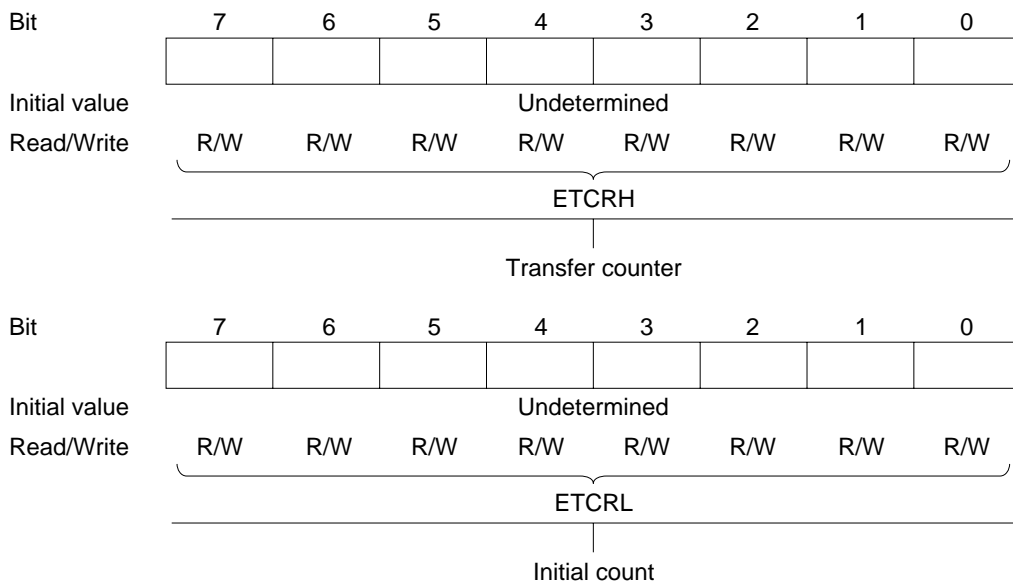 Bit 7 6 5 4 3 2 1 0
Initial value Undetermined
Read/Write R/W R/W R/W R/W R/W R/W R/W R/W
ETCRH
Transfer counter
Bit 7 6 5 4 3 2 1 0
Initial value Undetermined
Read/Write R/W R/W R/W R/W R/W R/W R/W R/W
ETCRL
Initial count